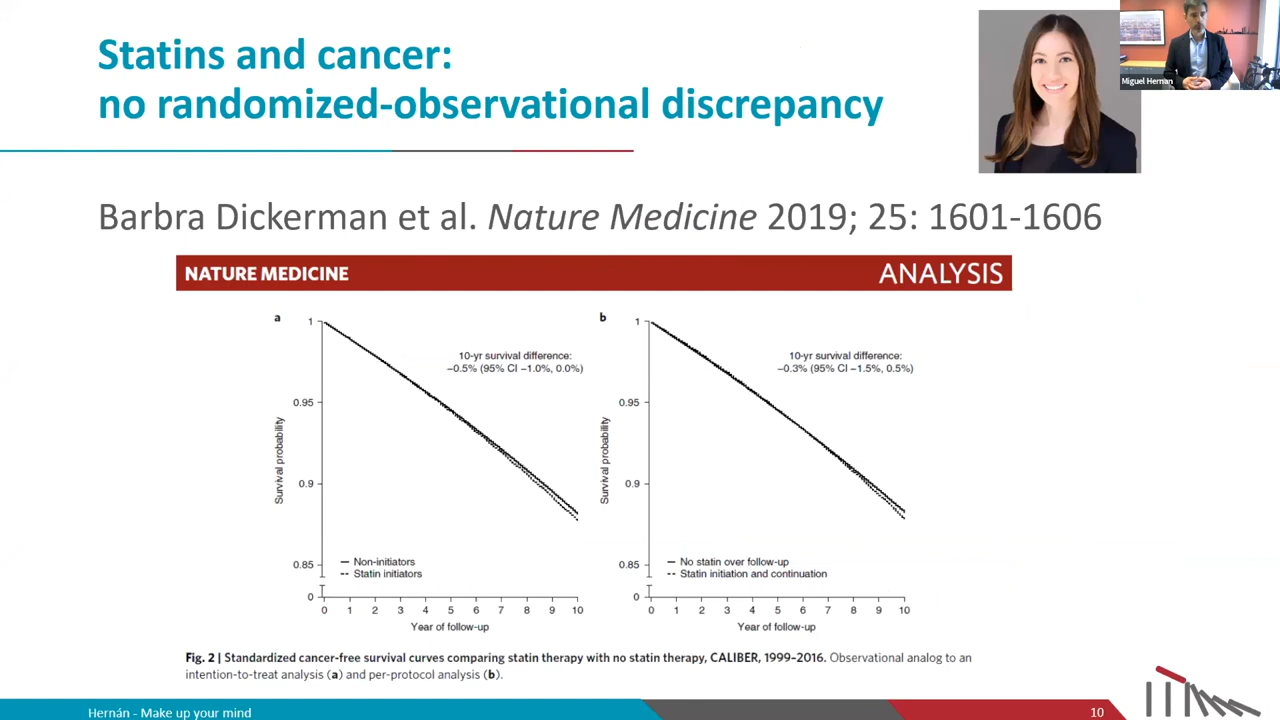 Statins and cancer:
no randomized-observational discrepancy
Miguel Hernan
Barbra Dickerman et al. Nature Medicine 2019; 25: 1601-1606
NATURE MEDICINE
ANALYSIS
a
1
0.95
0.9
0.85
0
Survival probability
10-yr survival difference:
−0.5% (95% CI −1.0%, 0.0%)
Non-initiators
Statin initiators
0 1 2 3 4 5 6 7 8 9 10
Year of follow-up
b
1
0.95
0.9
0.85
0
Survival probability
10-yr survival difference:
−0.3% (95% CI −1.5%, 0.5%)
No statin over follow-up
Statin initiation and continuation
0 1 2 3 4 5 6 7 8 9 10
Year of follow-up
Fig. 2 | Standardized cancer-free survival curves comparing statin therapy with no statin therapy, CALIBER, 1999–2016. Observational analog to an
intention-to-treat analysis (a) and per-protocol analysis (b).
Hernán - Make up your mind
10